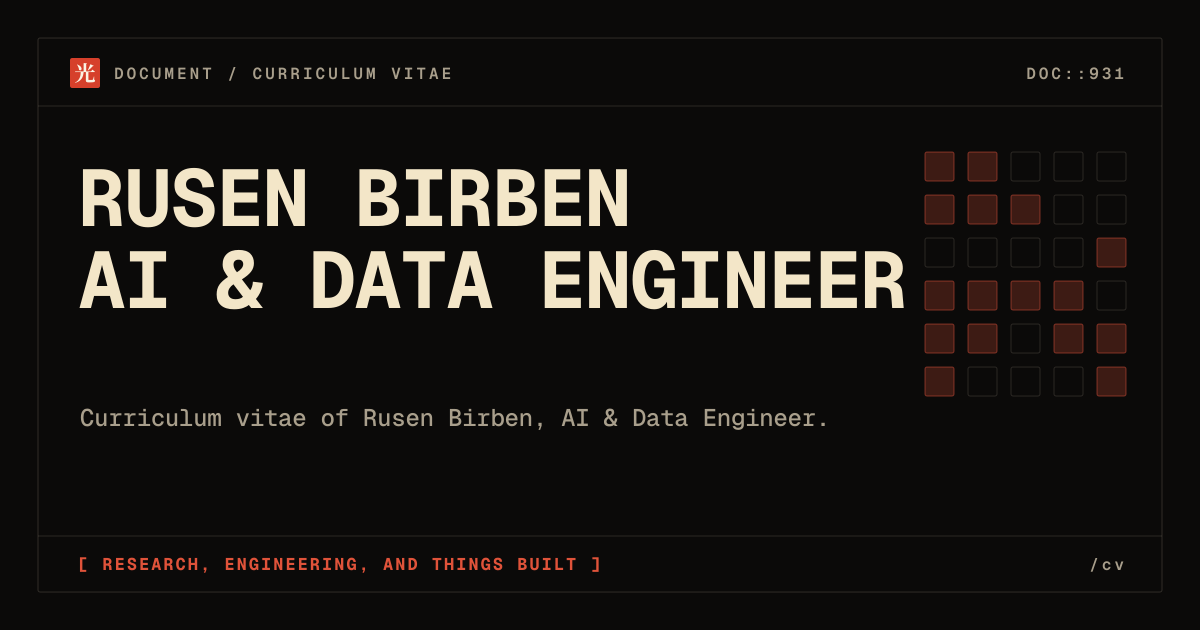 光 DOCUMENT / CURRICULUM VITAE
DOC::931
RUSEN BIRBEN
AI & DATA ENGINEER
Curriculum vitae of Rusen Birben, AI & Data Engineer.
[ RESEARCH, ENGINEERING, AND THINGS BUILT ]
/cv